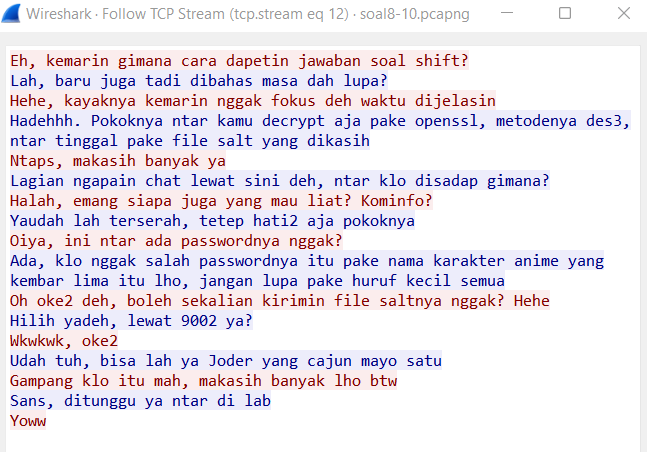 Wireshark · Follow TCP Stream (tcp.stream eq 12) · soal8-10.pcapng
Eh, kemarin gimana cara dapetin jawaban soal shift?
Lah, baru juga tadi dibahas masa dah lupa?
Hehe, kayaknya kemarin nggak fokus deh waktu dijelasin
Hadehhh. Pokoknya ntar kamu decrypt aja pake openssl, metodenya des3,
ntar tinggal pake file salt yang dikasih
Ntaps, makasih banyak ya
Lagian ngapain chat lewat sini deh, ntar klo disadap gimana?
Halah, emang siapa juga yang mau liat? Kominfo?
Yaudah lah terserah, tetep hati2 aja pokoknya
Oiya, ini ntar ada passwordnya nggak?
Ada, klo nggak salah passwordnya itu pake nama karakter anime yang
kembar lima itu lho, jangan lupa pake huruf kecil semua
Oh oke2 deh, boleh sekalian kirimin file saltnya nggak? Hehe
Hilih yadeh, lewat 9002 ya?
Wkwkwk, oke2
Udah tuh, bisa lah ya Joder yang cajun mayo satu
Gampang klo itu mah, makasih banyak lho btw
Sans, ditunggu ya ntar di lab
Yoww